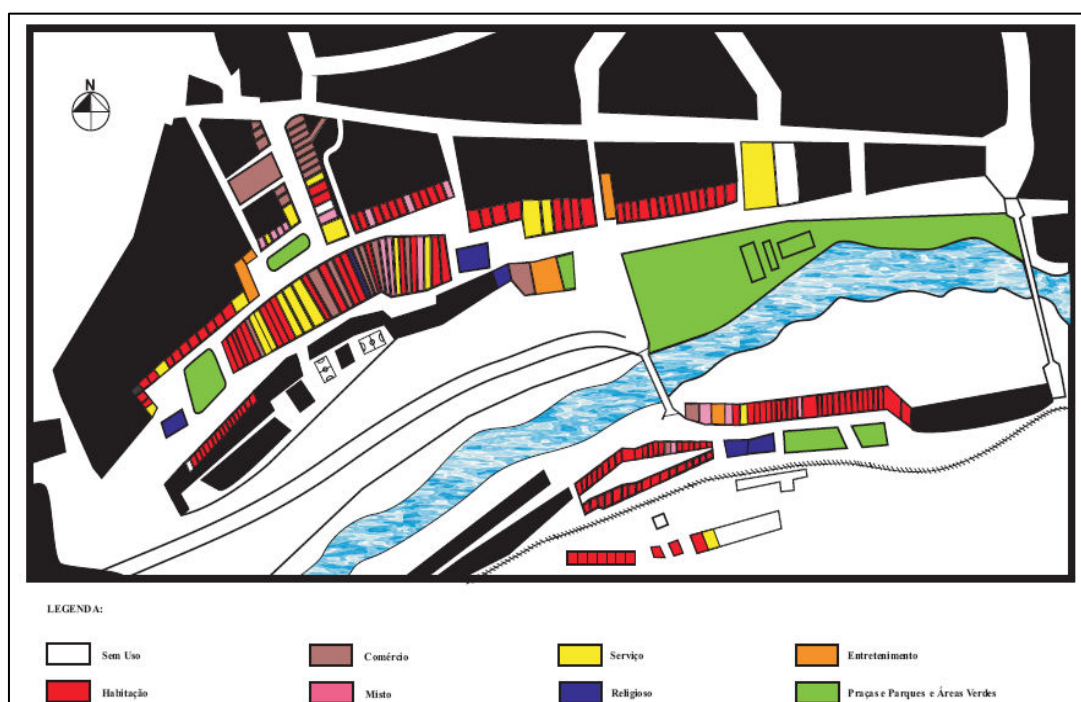 N
LEGENDA:
Sem Uso
Comércio
Serviço
Entretenimento
Habitação
Misto
Religioso
Praças e Parques e Áreas Verdes